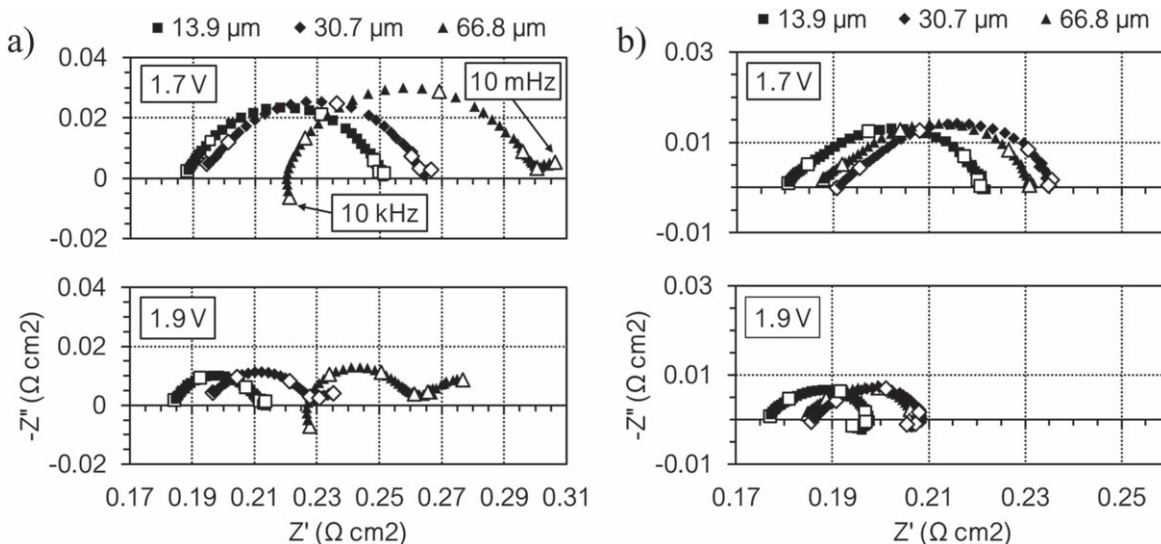 a)
■ 13.9 µm ◆ 30.7 µm ▲ 66.8 µm
0.04
0.02
0
-0.02
1.7 V
10 mHz
10 kHz
0.04
0.02
0
-0.02
1.9 V
0.17 0.19 0.21 0.23 0.25 0.27 0.29 0.31
-Z" (Ω cm2)
Z' (Ω cm2)
b)
■ 13.9 µm ◆ 30.7 µm ▲ 66.8 µm
0.03
0.01
-0.01
1.7 V
0.03
0.01
-0.01
1.9 V
0.17 0.19 0.21 0.23 0.25
-Z" (Ω cm2)
Z' (Ω cm2)